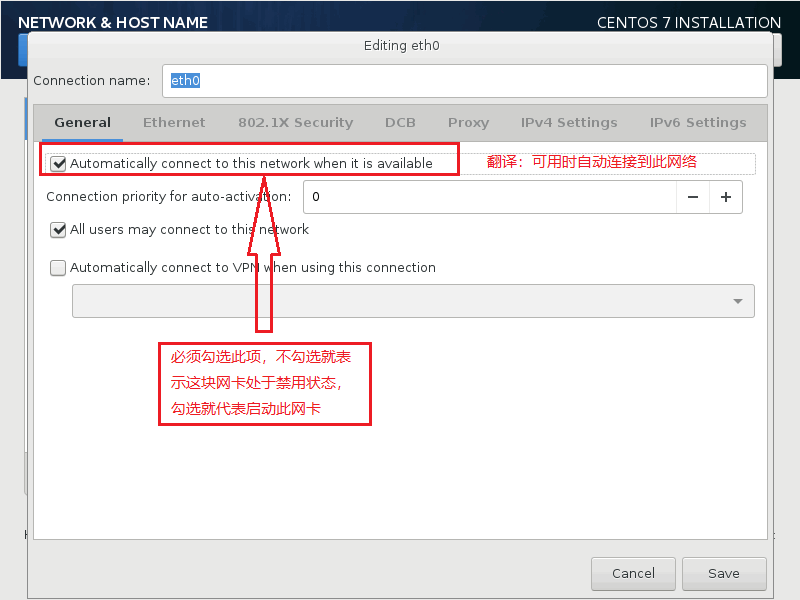 NETWORK & HOST NAME
CENTOS 7 INSTALLATION
Editing eth0
Connection name: eth0
General Ethernet 802.1X Security DCB Proxy IPv4 Settings IPv6 Settings
Automatically connect to this network when it is available 翻译：可用时自动连接到此网络
Connection priority for auto-activation: 0
All users may connect to this network
Automatically connect to VPN when using this connection
必须勾选此项，不勾选就表
示这块网卡处于禁用状态，
勾选就代表启动此网卡
Cancel Save